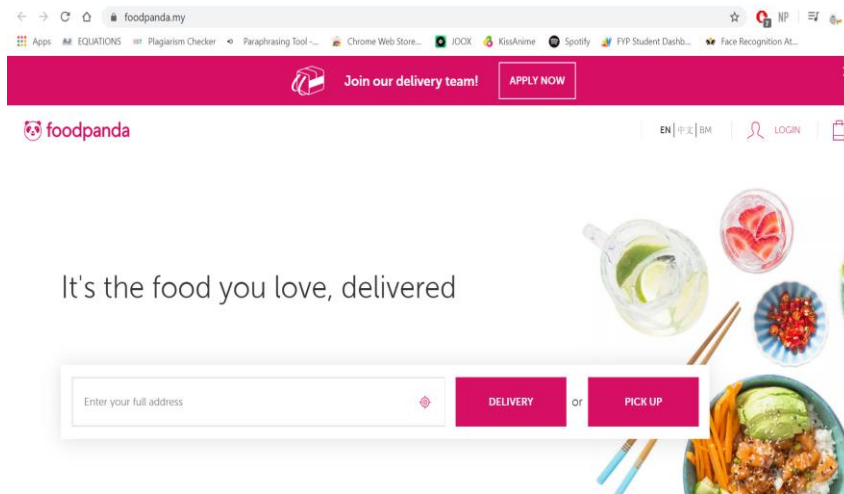 foodpanda.my
NP
Apps EQUATIONS Plagiarism Checker Paraphrasing Tool -... Chrome Web Store... JOOX KissAnime Spotify FYP Student Dashb... Face Recognition At...
Join our delivery team! APPLY NOW
foodpanda EN 中文 BM LOGIN
It's the food you love, delivered
Enter your full address DELIVERY or PICK UP